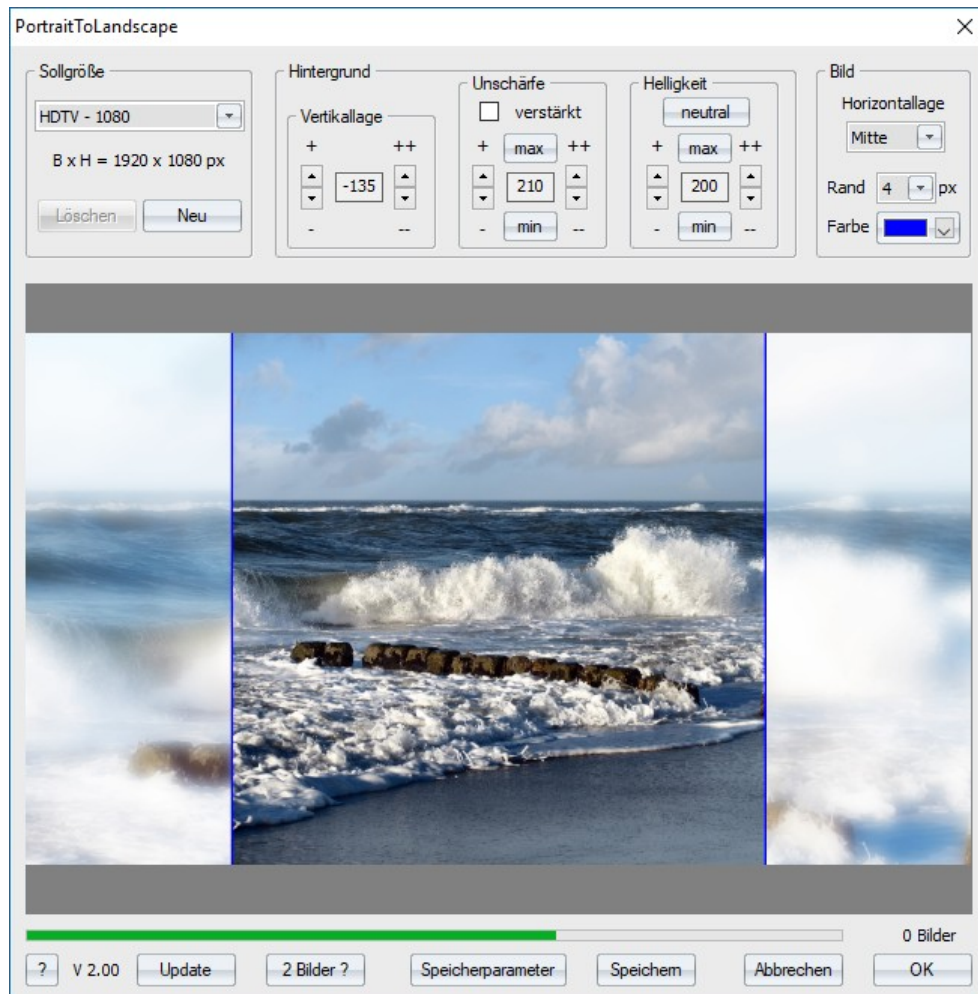 PortraitToLandscape
Sollgröße
HDTV - 1080
B x H = 1920 x 1080 px
Löschen Neu
Hintergrund
Vertikallage
+ ++
-135
- --
Unschärfe
verstärkt
+ max ++
210
- min --
Helligkeit
neutral
+ max ++
200
- min --
Bild
Horizontallage
Mitte
Rand 4 px
Farbe
0 Bilder
? V 2.00 Update 2 Bilder ? Speicherparameter Speichern Abbrechen OK